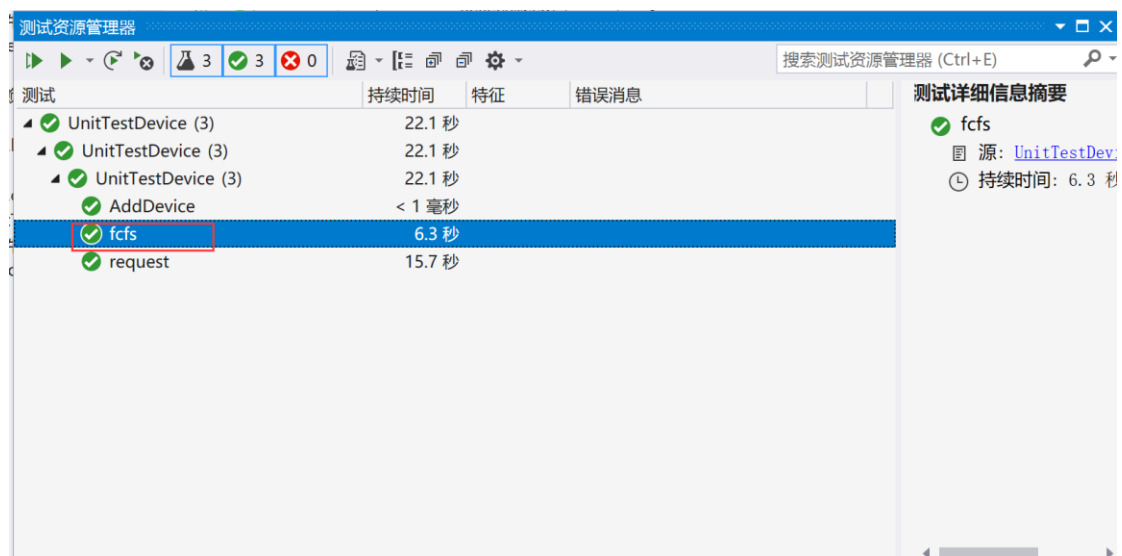 测试资源管理器
3 3 0 搜索测试资源管理器 (Ctrl+E)
测试 持续时间 特征 错误消息
UnitTestDevice (3) 22.1 秒
UnitTestDevice (3) 22.1 秒
UnitTestDevice (3) 22.1 秒
AddDevice < 1 毫秒
fcfs 6.3 秒
request 15.7 秒
测试详细信息摘要
fcfs
源: UnitTestDev
持续时间: 6.3 秒